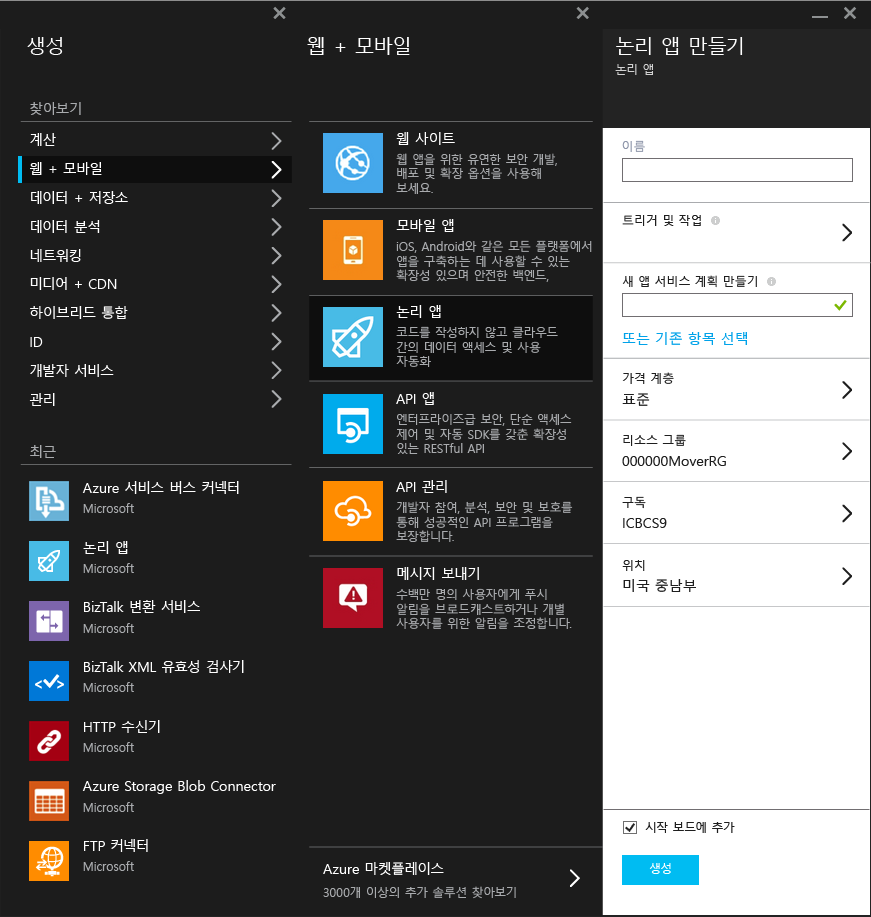 생성
찾아보기
계산
웹 + 모바일
데이터 + 저장소
데이터 분석
네트워킹
미디어 + CDN
하이브리드 통합
ID
개발자 서비스
관리
최근
Azure 서비스 버스 커넥터
Microsoft
논리 앱
Microsoft
BizTalk 변환 서비스
Microsoft
BizTalk XML 유효성 검사기
Microsoft
HTTP 수신기
Microsoft
Azure Storage Blob Connector
Microsoft
FTP 커넥터
Microsoft
웹 + 모바일
웹 사이트
웹 앱을 위한 유연한 보안 개발,
배포 및 확장 옵션을 사용해
보세요.
모바일 앱
iOS, Android와 같은 모든 플랫폼에서
앱을 구축하는 데 사용할 수 있는
확장성 있으며 안전한 백엔드,
논리 앱
코드를 작성하지 않고 클라우드
간의 데이터 액세스 및 사용
자동화
API 앱
엔터프라이즈급 보안, 단순 액세스
제어 및 자동 SDK를 갖춘 확장성
있는 RESTful API
API 관리
개발자 참여, 분석, 보안 및 보호를
통해 성공적인 API 프로그램을
보장합니다.
메시지 보내기
수백만 명의 사용자에게 푸시
알림을 브로드캐스트하거나 개별
사용자를 위한 알림을 조정합니다.
Azure 마켓플레이스
3000개 이상의 추가 솔루션 찾아보기
논리 앱 만들기
논리 앱
이름
트리거 및 작업
새 앱 서비스 계획 만들기
또는 기존 항목 선택
가격 계층
표준
리소스 그룹
000000MoverRG
구독
ICBCS9
위치
미국 중남부
시작 보드에 추가
생성